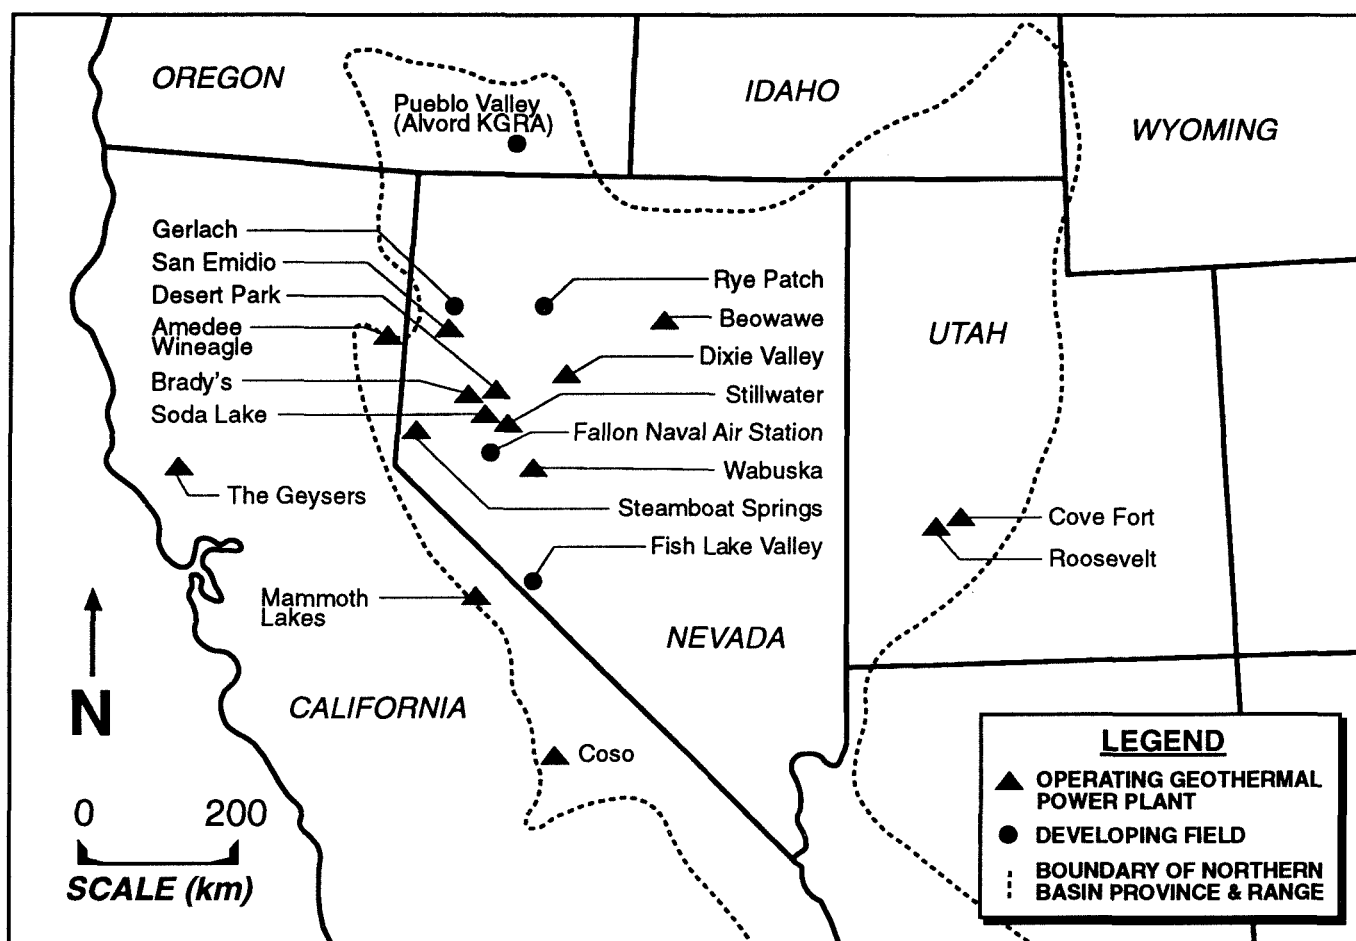 OREGON
IDAHO
WYOMING
Pueblo Valley
(Alvord KGRA)
Gerlach
San Emidio
Desert Park
Amedee
Wineagle
Brady's
Soda Lake
The Geysers
Mammoth
Lakes
Rye Patch
Beowawe
Dixie Valley
Stillwater
Fallon Naval Air Station
Wabuska
Steamboat Springs
Fish Lake Valley
UTAH
Cove Fort
Roosevelt
NEVADA
CALIFORNIA
Coso
N
0 200
SCALE (km)
LEGEND
OPERATING GEOTHERMAL
POWER PLANT
DEVELOPING FIELD
BOUNDARY OF NORTHERN
BASIN PROVINCE & RANGE